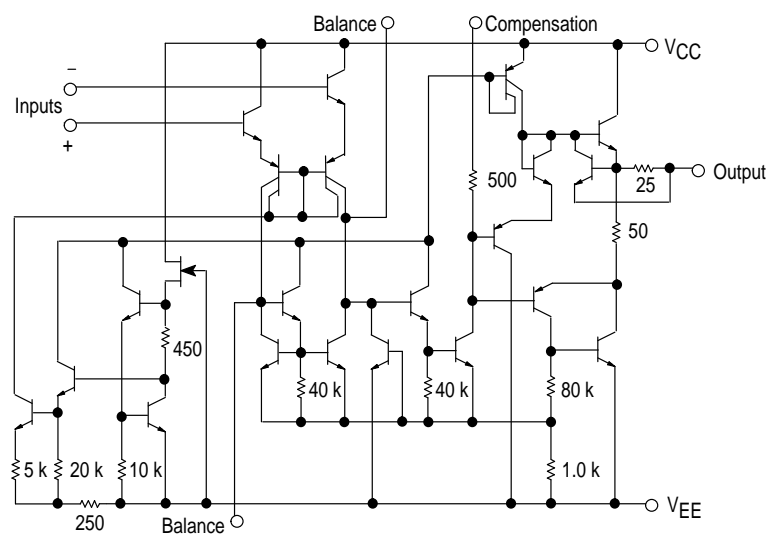 Balance
Compensation
VCC
−
Inputs
+
500
25
Output
50
450
40 k
40 k
80 k
5 k
20 k
10 k
1.0 k
250
Balance
VEE